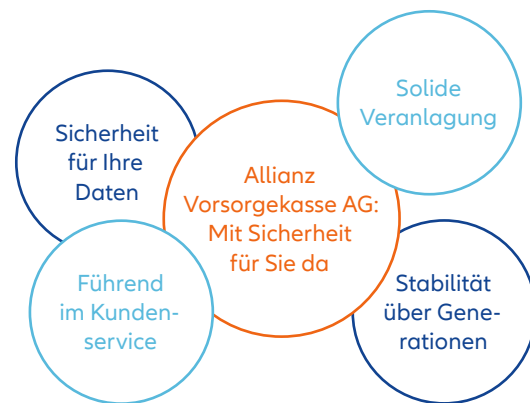 Solide
Veranlagung
Sicherheit
für Ihre
Daten
Allianz
Vorsorgekasse AG:
Mit Sicherheit
für Sie da
Führend
im Kunden-
service
Stabilität
über Gene-
rationen